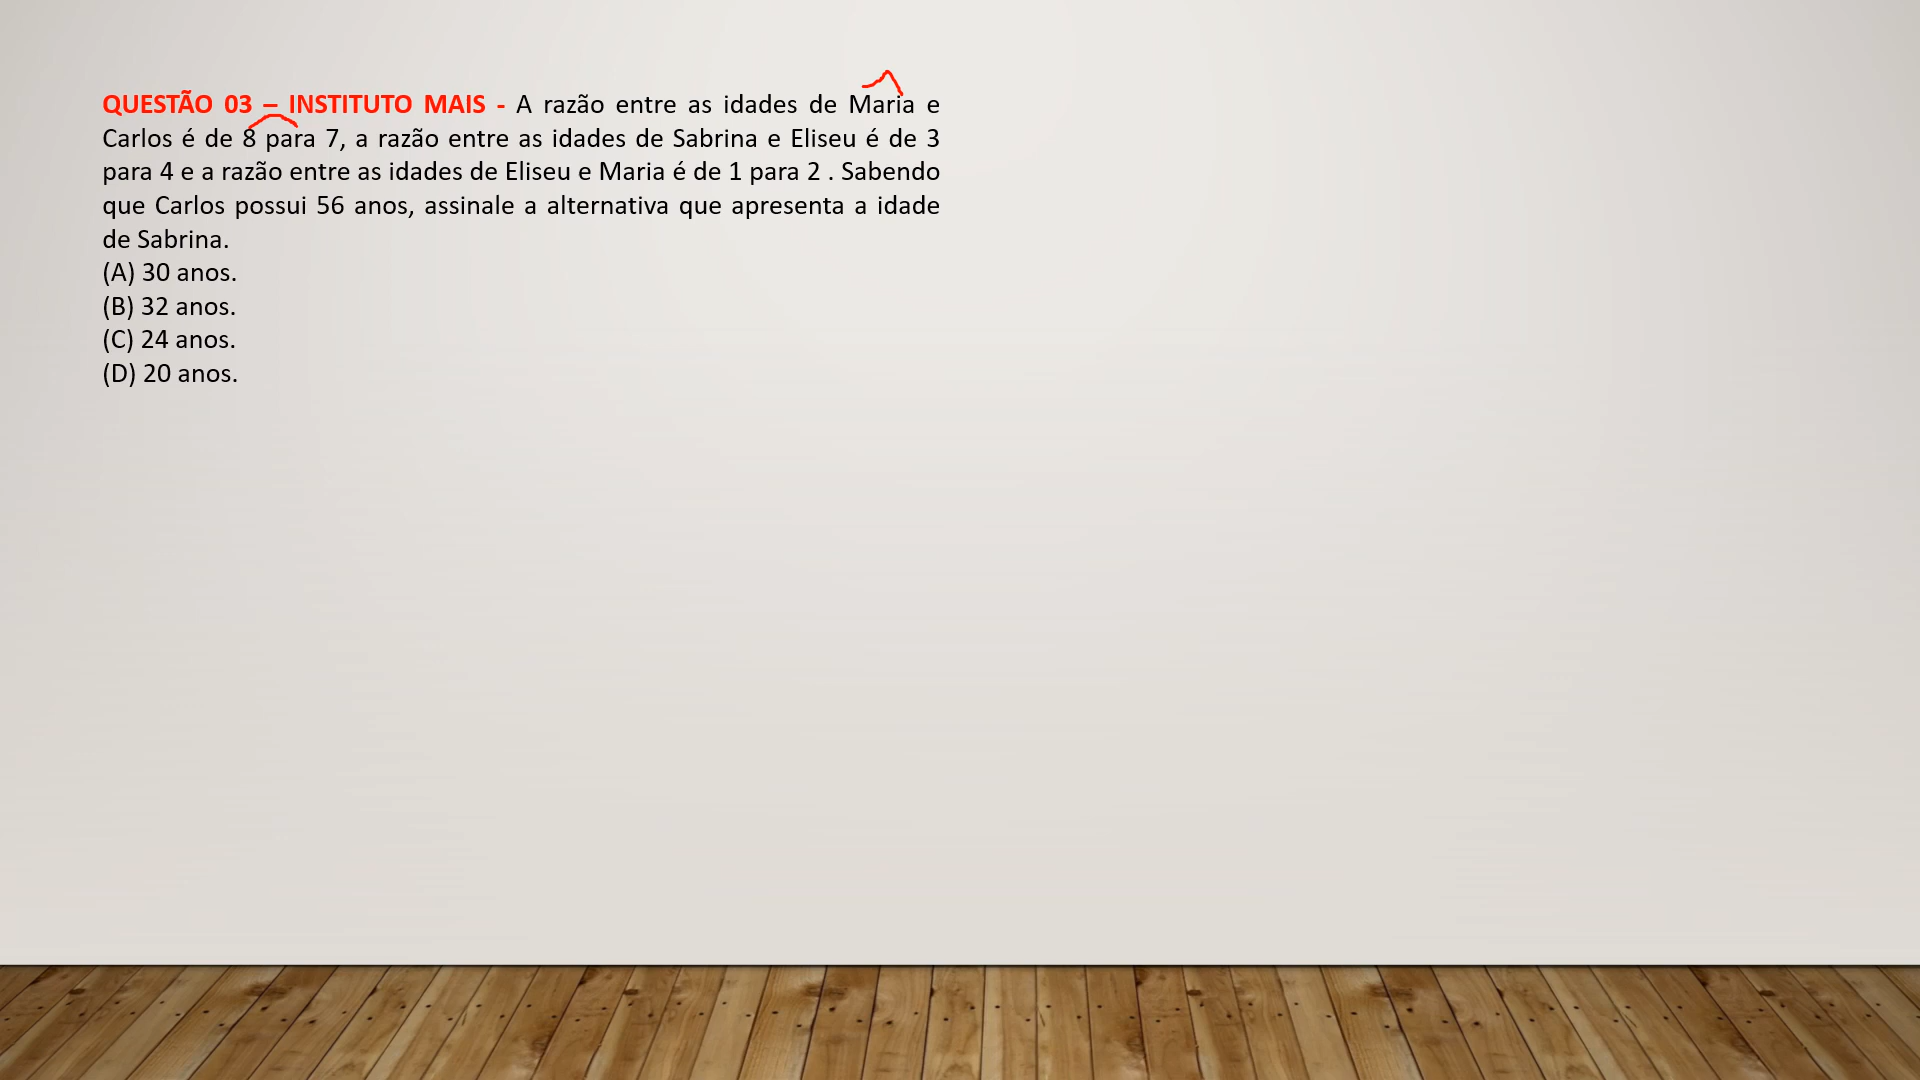 QUESTÃO 03 – INSTITUTO MAIS - A razão entre as idades de Maria e
Carlos é de 8 para 7, a razão entre as idades de Sabrina e Eliseu é de 3
para 4 e a razão entre as idades de Eliseu e Maria é de 1 para 2 . Sabendo
que Carlos possui 56 anos, assinale a alternativa que apresenta a idade
de Sabrina.
(A) 30 anos.
(B) 32 anos.
(C) 24 anos.
(D) 20 anos.